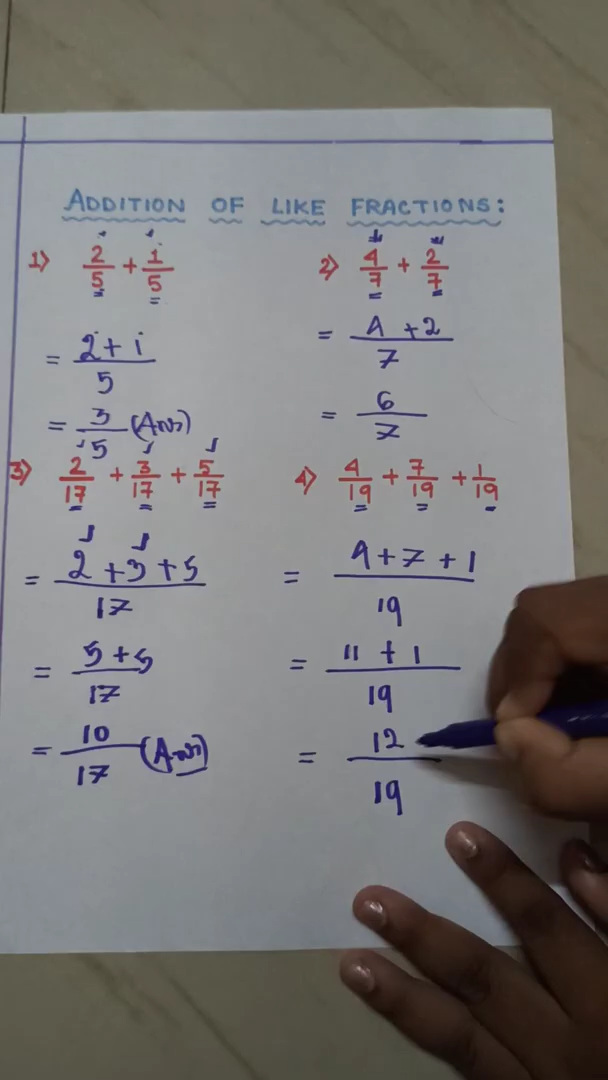 ADDITION OF LIKE FRACTIONS:
1) 2/5 + 1/5
= 2 + 1 / 5
= 3/5 (Ans)
2) 4/7 + 2/7
= 4 + 2 / 7
= 6/7
3) 2/17 + 3/17 + 5/17
= 2 + 3 + 5 / 17
= 5 + 5 / 17
= 10/17 (Ans)
4) 4/19 + 7/19 + 1/19
= 4 + 7 + 1 / 19
= 11 + 1 / 19
= 12/19